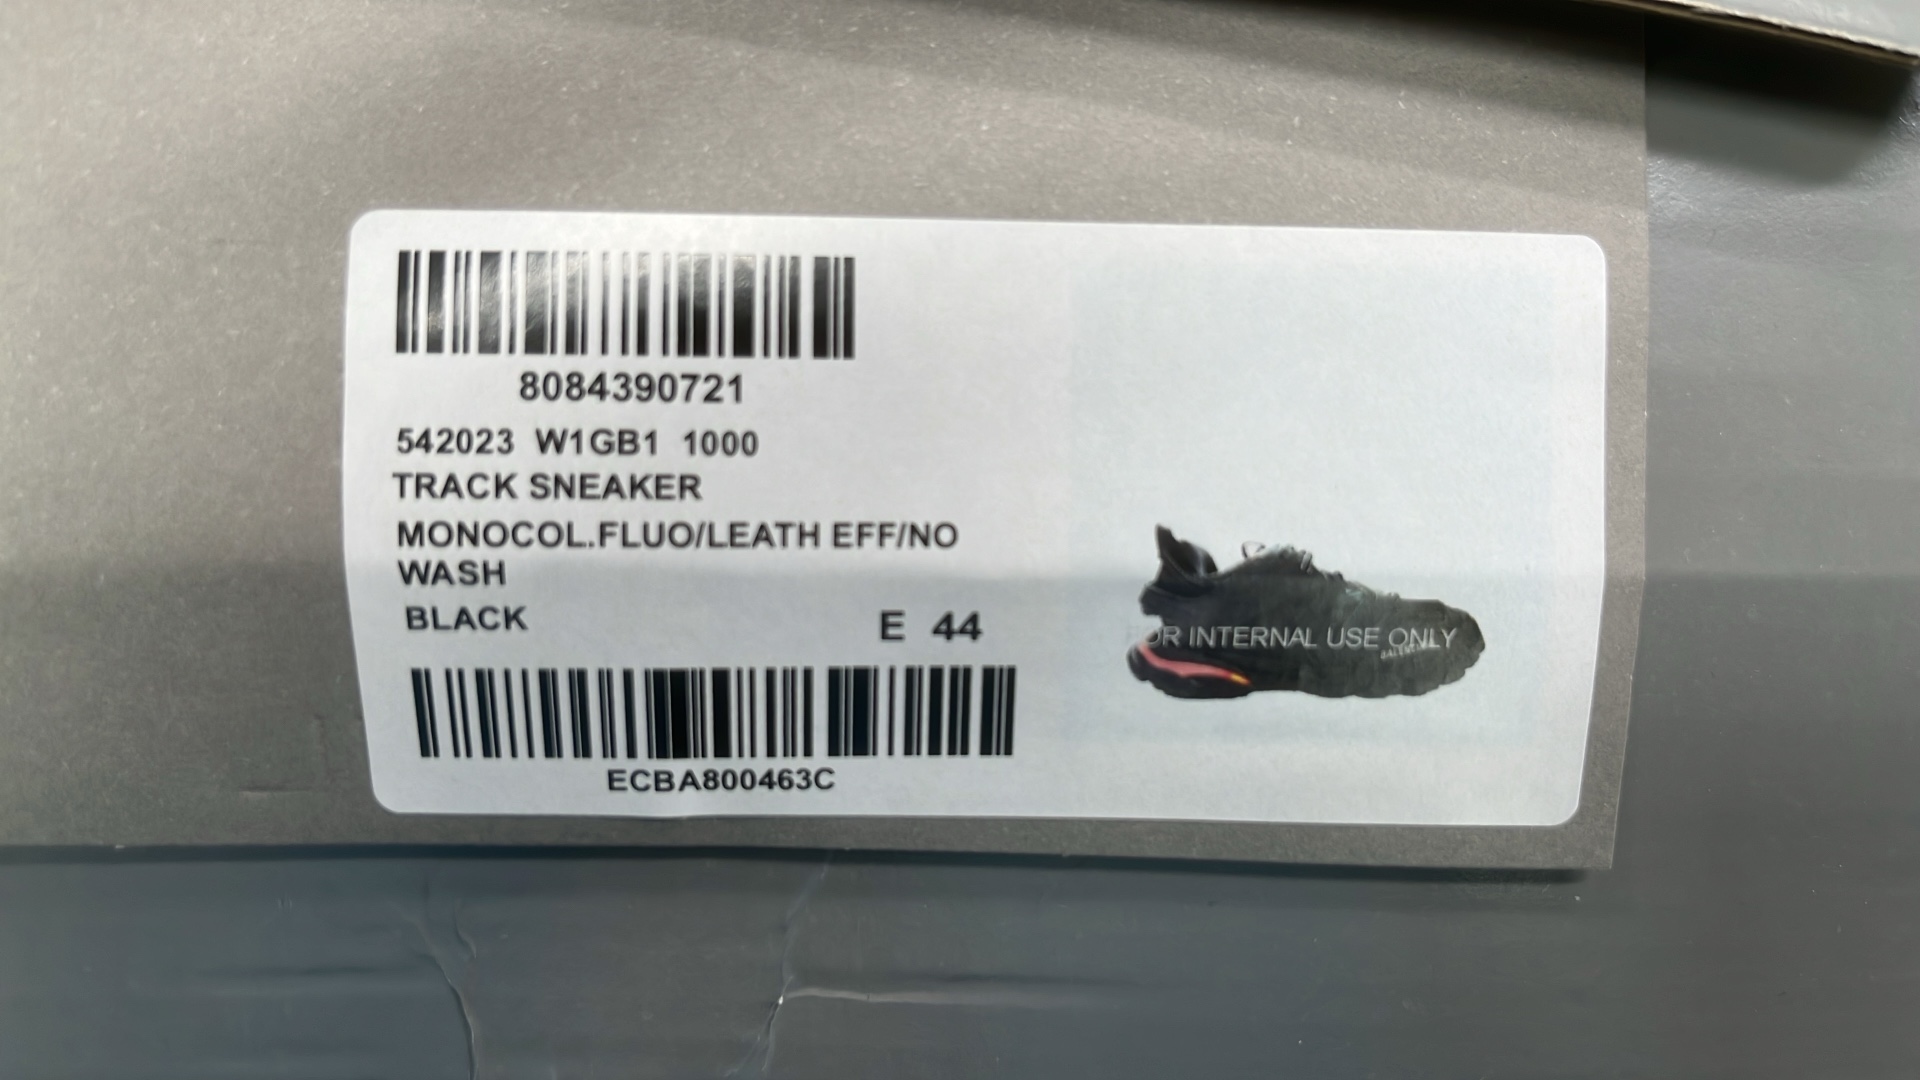 8084390721
542023 W1GB1 1000
TRACK SNEAKER
MONOCOL.FLUO/LEATH EFF/NO
WASH
BLACK E 44
FOR INTERNAL USE ONLY
ECBA800463C